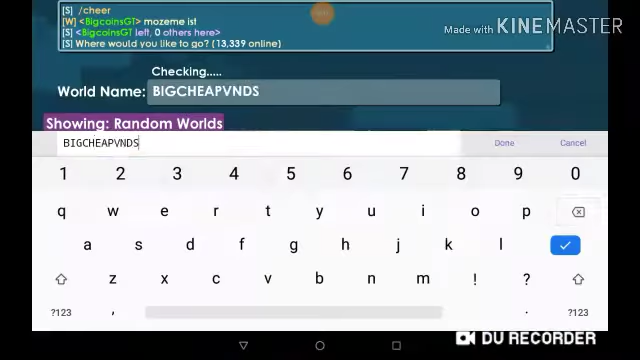 [S] /cheer
[W] <BigcoinsGT> mozeme ist
[S] <BigcoinsGT left, 0 others here>
[S] Where would you like to go? (13,339 online)
Made with KINEMASTER
Checking.....
World Name: BIGCHEAPVNDS
Showing: Random Worlds
BIGCHEAPVNDS Done Cancel
1 2 3 4 5 6 7 8 9 0
q w e r t y u i o p
a s d f g h j k l
z x c v b n m ! ?
?123 , . ?123
DU RECORDER